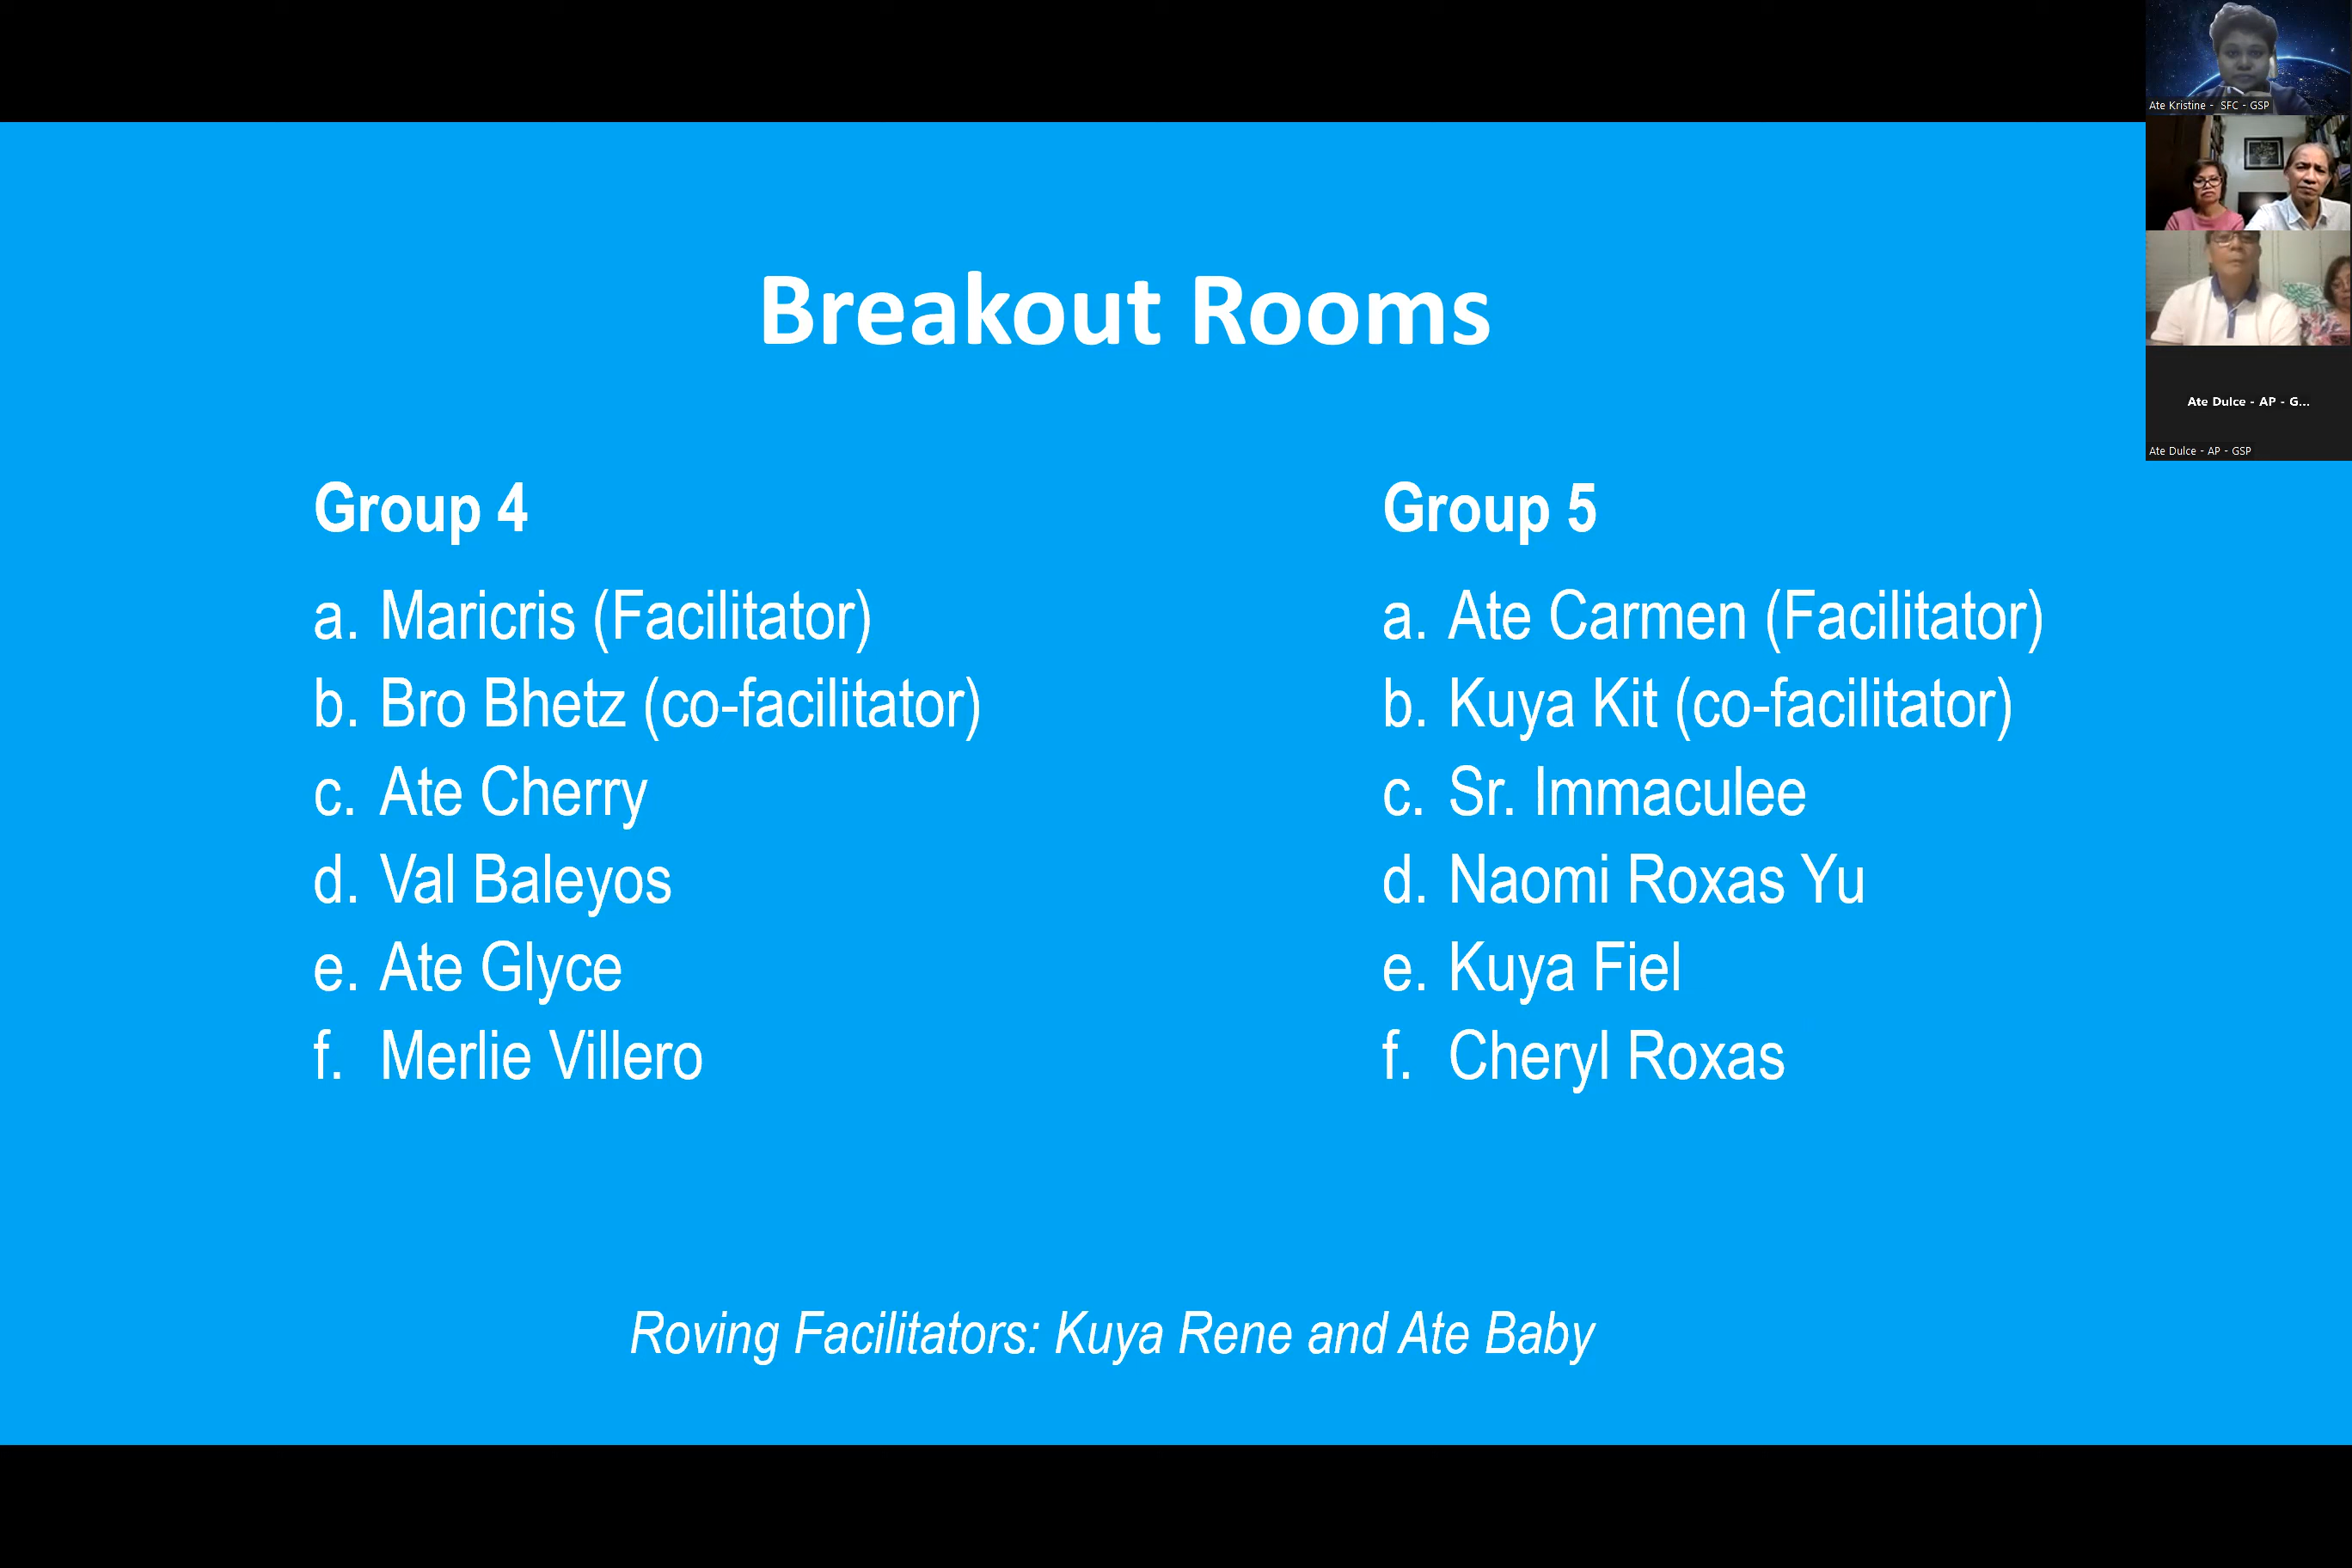 Breakout Rooms
Group 4
a. Maricris (Facilitator)
b. Bro Bhetz (co-facilitator)
c. Ate Cherry
d. Val Baleyos
e. Ate Glyce
f. Merlie Villero
Group 5
a. Ate Carmen (Facilitator)
b. Kuya Kit (co-facilitator)
c. Sr. Immaculee
d. Naomi Roxas Yu
e. Kuya Fiel
f. Cheryl Roxas
Roving Facilitators: Kuya Rene and Ate Baby
Ate Kristine - SFC - GSP
Ate Dulce - AP - G...
Ate Dulce - AP - GSP